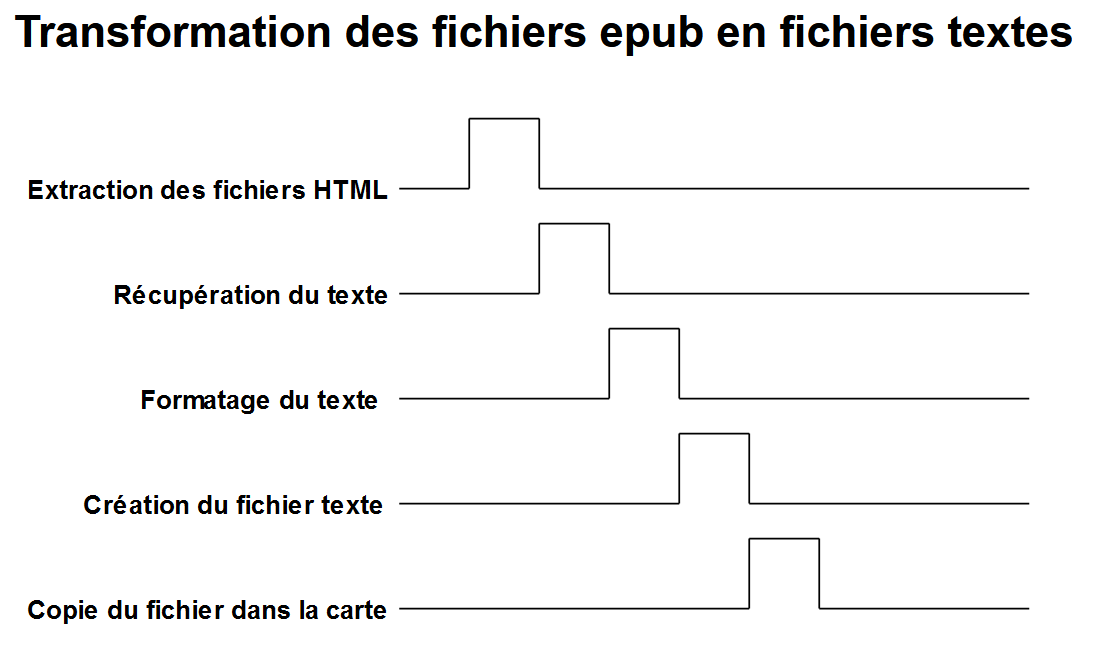 Transformation des fichiers epub en fichiers textes
Extraction des fichiers HTML
Récupération du texte
Formatage du texte
Création du fichier texte
Copie du fichier dans la carte